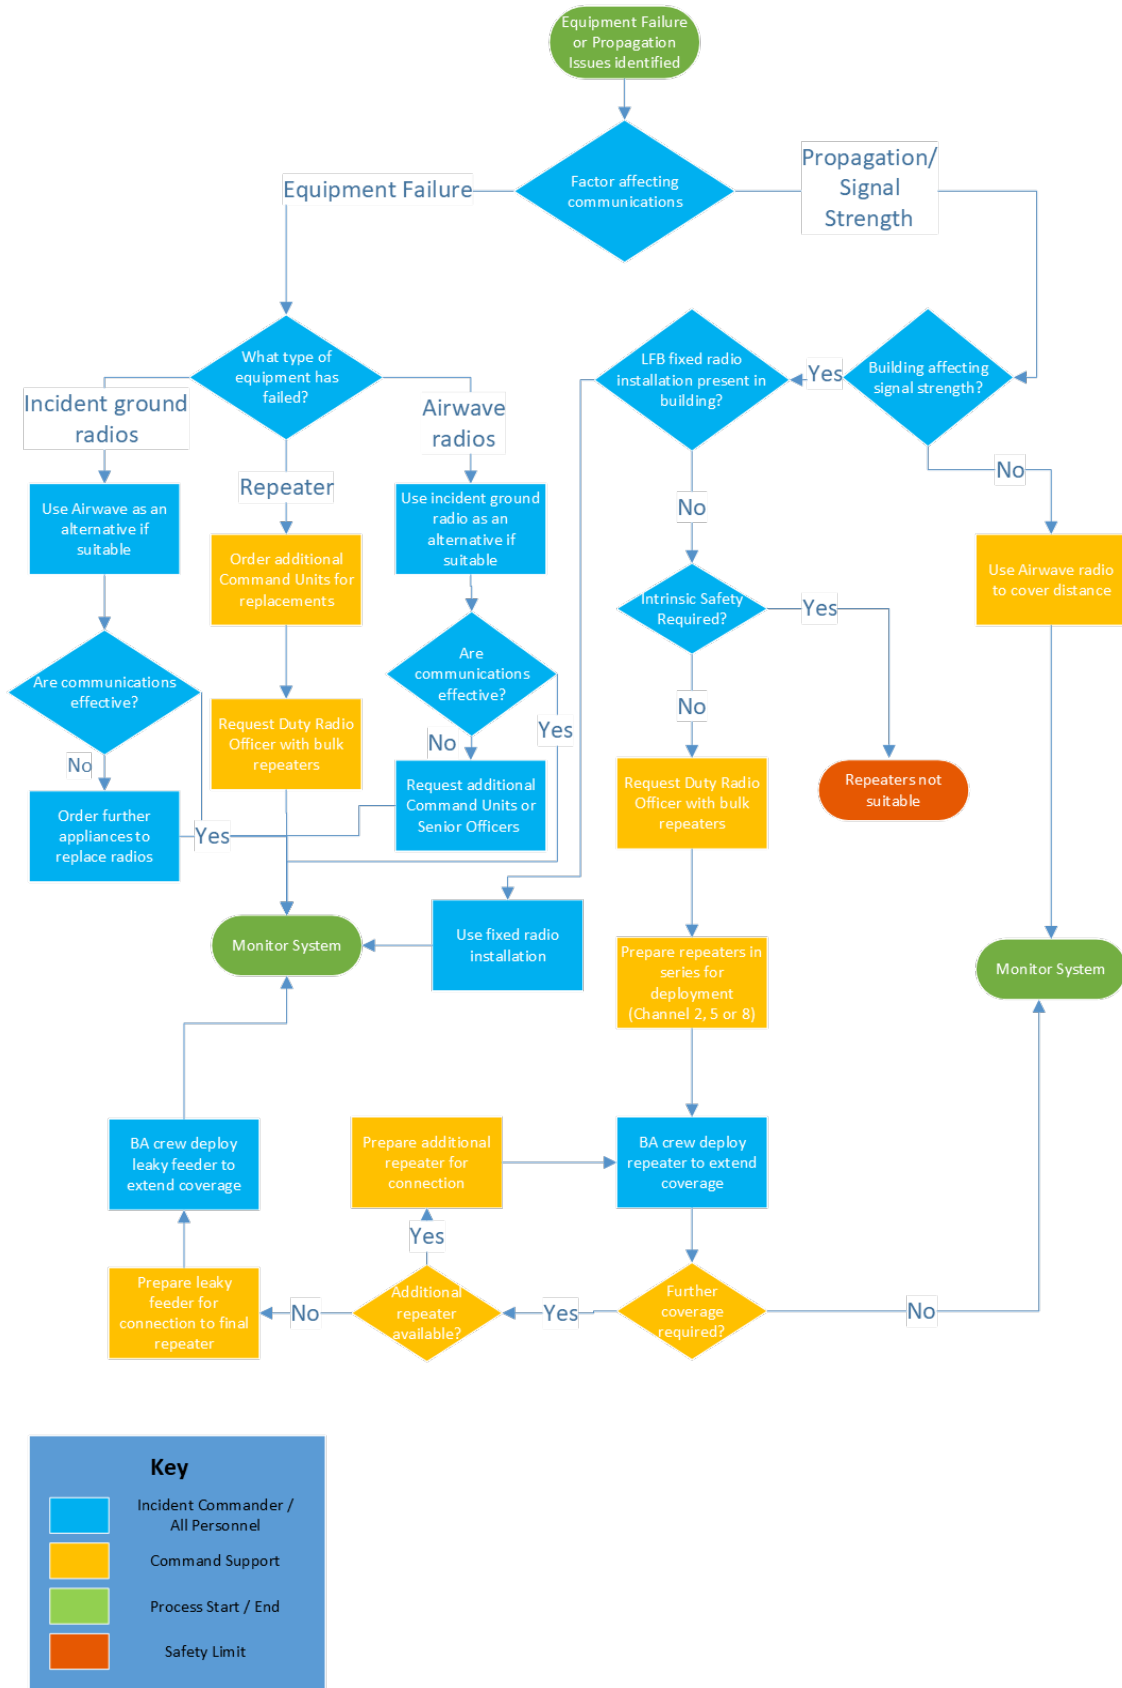 Equipment Failure
or Propagation
Issues identified
Factor affecting
communications
Equipment Failure
Propagation/
Signal
Strength
What type of
equipment has
failed?
LFB fixed radio
installation present in
building?
Yes
Building affecting
signal strength?
Incident ground
radios
Airwave
radios
Repeater
No
No
Use Airwave as an
alternative if
suitable
Order additional
Command Units for
replacements
Use incident ground
radio as an
alternative if
suitable
Intrinsic Safety
Required?
Yes
Use Airwave radio
to cover distance
Are communications
effective?
Request Duty Radio
Officer with bulk
repeaters
Are
communications
effective?
Yes
No
No
No
Order further
appliances to
replace radios
Yes
Request additional
Command Units or
Senior Officers
Request Duty Radio
Officer with bulk
repeaters
Repeaters not
suitable
Monitor System
Use fixed radio
installation
Prepare repeaters in
series for
deployment
(Channel 2, 5 or 8)
Monitor System
BA crew deploy
leaky feeder to
extend coverage
Prepare additional
repeater for
connection
BA crew deploy
repeater to extend
coverage
Yes
Prepare leaky
feeder for
connection to final
repeater
No
Additional
repeater
available?
Yes
Further
coverage
required?
No
Key
Incident Commander /
All Personnel
Command Support
Process Start / End
Safety Limit